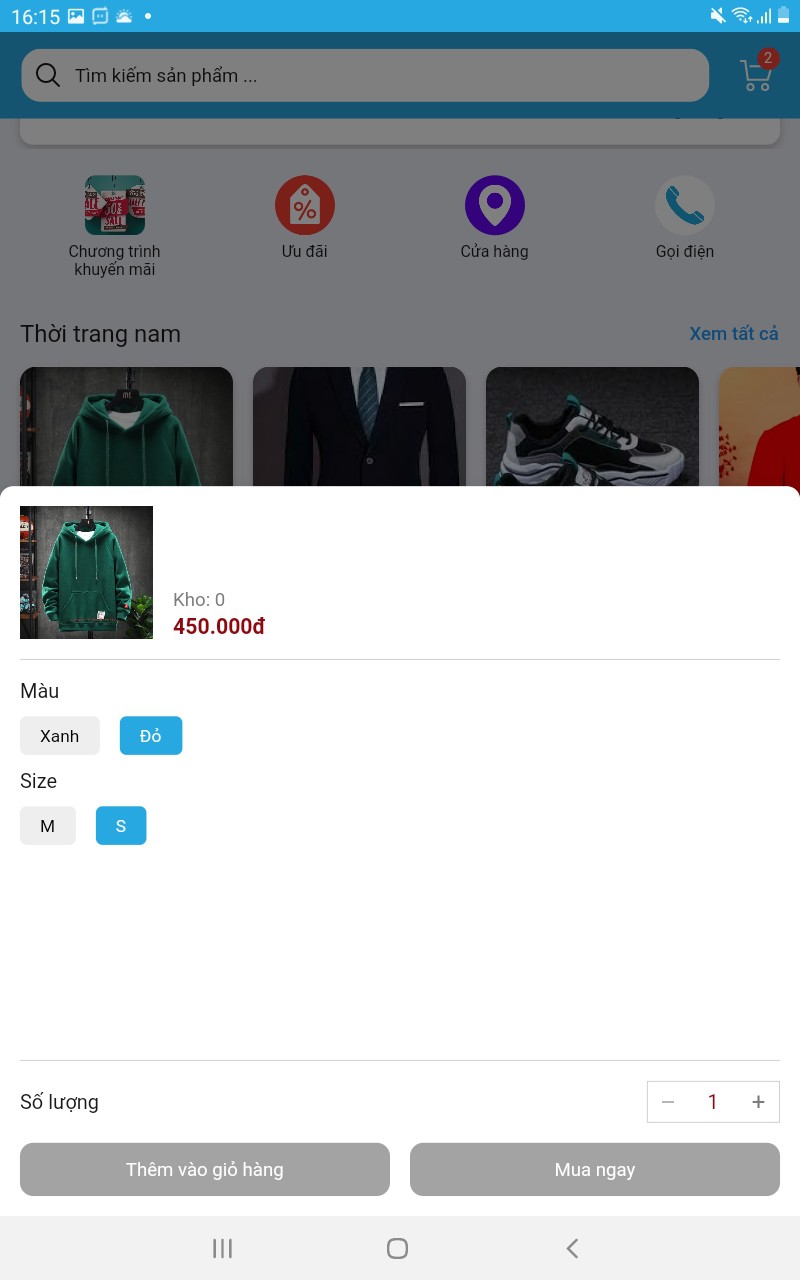 16:15
Tìm kiếm sản phẩm ...
2
Chương trình
khuyến mãi
Ưu đãi
Cửa hàng
Gọi điện
Thời trang nam
Xem tất cả
Kho: 0
450.000đ
Màu
Xanh
Đỏ
Size
M
S
Số lượng
1
Thêm vào giỏ hàng
Mua ngay